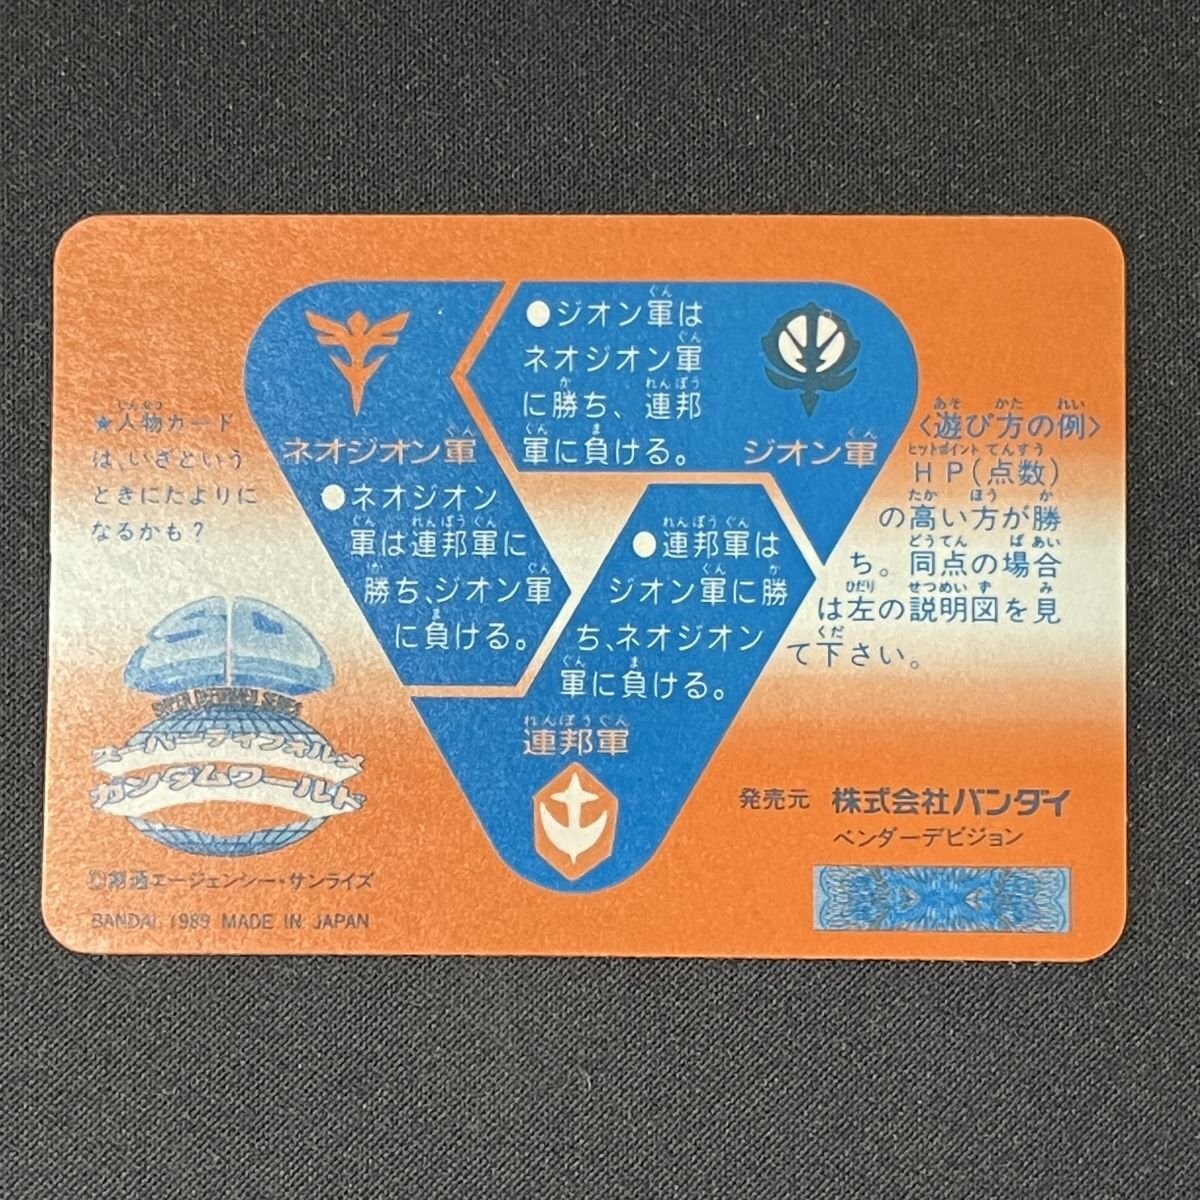 ●ジオン軍は
ネオジオン軍
に勝ち、連邦
軍に負ける。
ジオン軍
ネオジオン軍
●ネオジオン
軍は連邦軍に
勝ち、ジオン軍
に負ける。
●連邦軍は
ジオン軍に勝
ち、ネオジオン
軍に負ける。
連邦軍
★人物カード
は、いざという
ときにたよりに
なるかも？
<遊び方の例>
HP(点数)
の高い方が勝
ち。同点の場合
は左の説明図を見
て下さい。
SUPER DEFORMED SERIES
スーパーディフォルメ
ガンダムワールド
©創通エージェンシー・サンライズ
BANDAI 1989 MADE IN JAPAN
発売元 株式会社バンダイ
ベンダーデビジョン